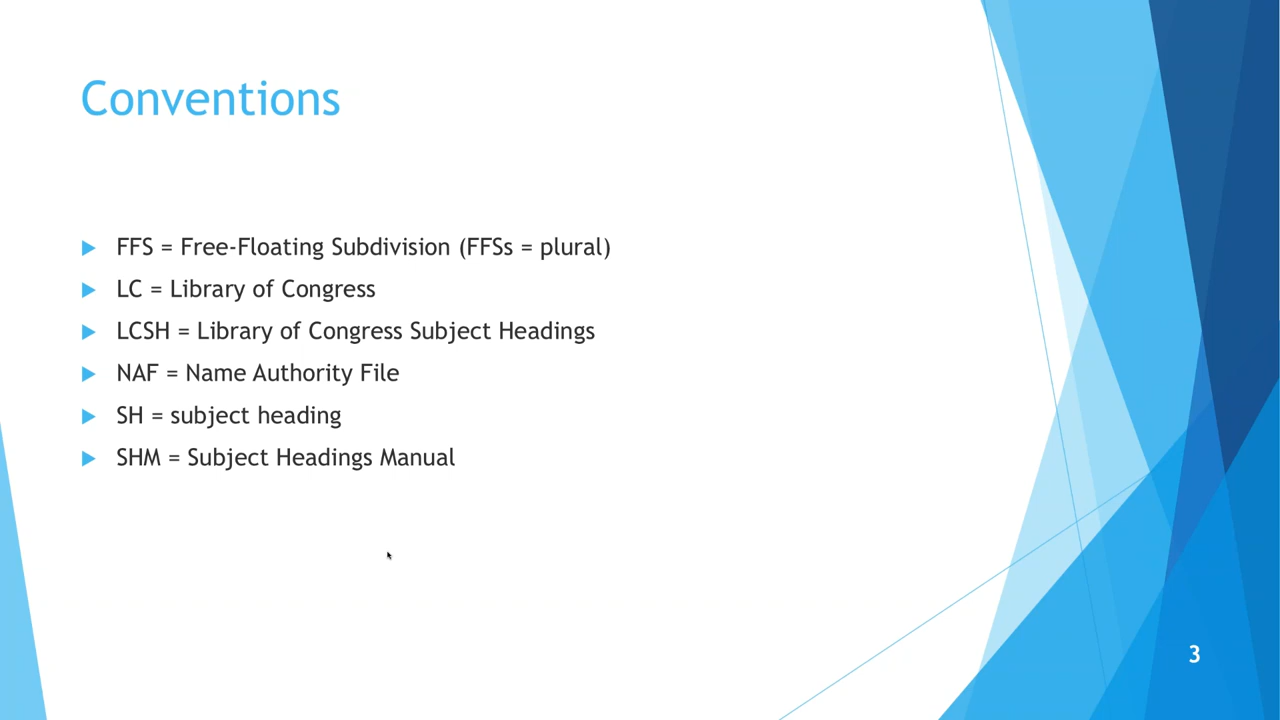 Conventions
FFS = Free-Floating Subdivision (FFSs = plural)
LC = Library of Congress
LCSH = Library of Congress Subject Headings
NAF = Name Authority File
SH = subject heading
SHM = Subject Headings Manual
3